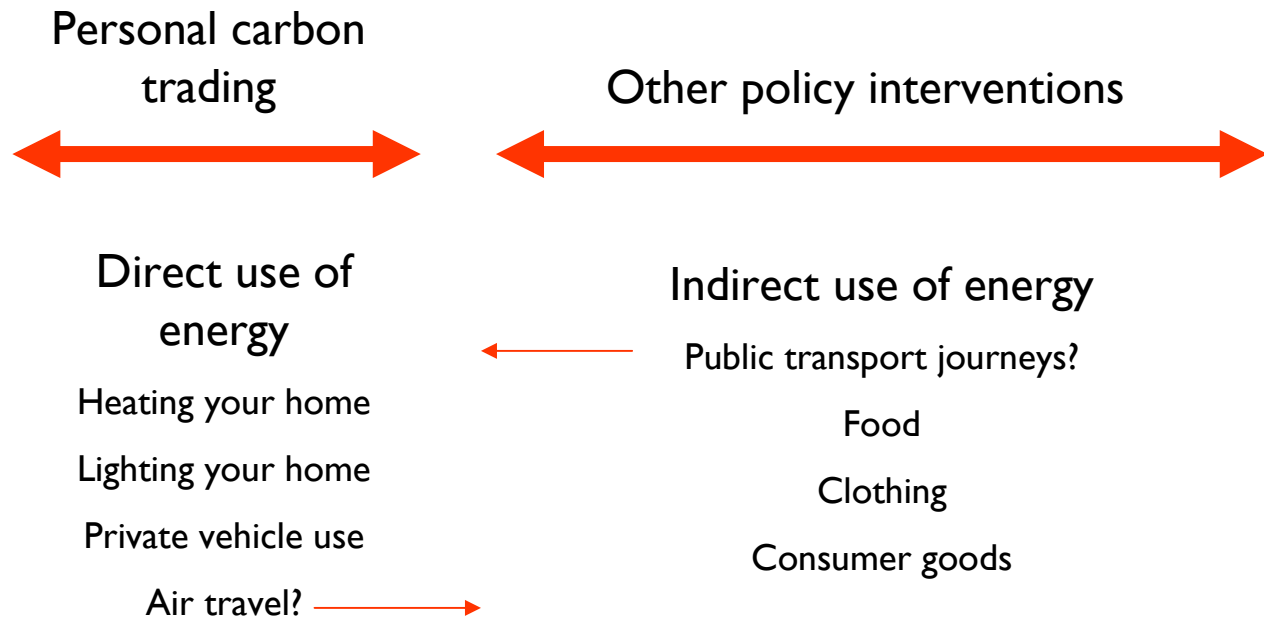 Personal carbon
trading
Other policy interventions
Direct use of
energy
Heating your home
Lighting your home
Private vehicle use
Air travel?
Indirect use of energy
Public transport journeys?
Food
Clothing
Consumer goods